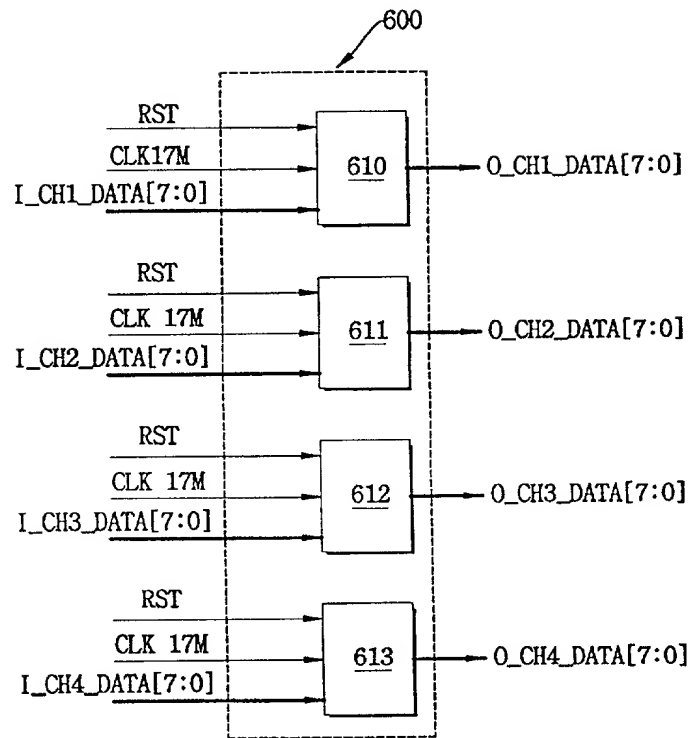 600
RST
CLK17M
I_CH1_DATA[7:0]
610
O_CH1_DATA[7:0]
RST
CLK 17M
I_CH2_DATA[7:0]
611
O_CH2_DATA[7:0]
RST
CLK 17M
I_CH3_DATA[7:0]
612
O_CH3_DATA[7:0]
RST
CLK 17M
I_CH4_DATA[7:0]
613
O_CH4_DATA[7:0]